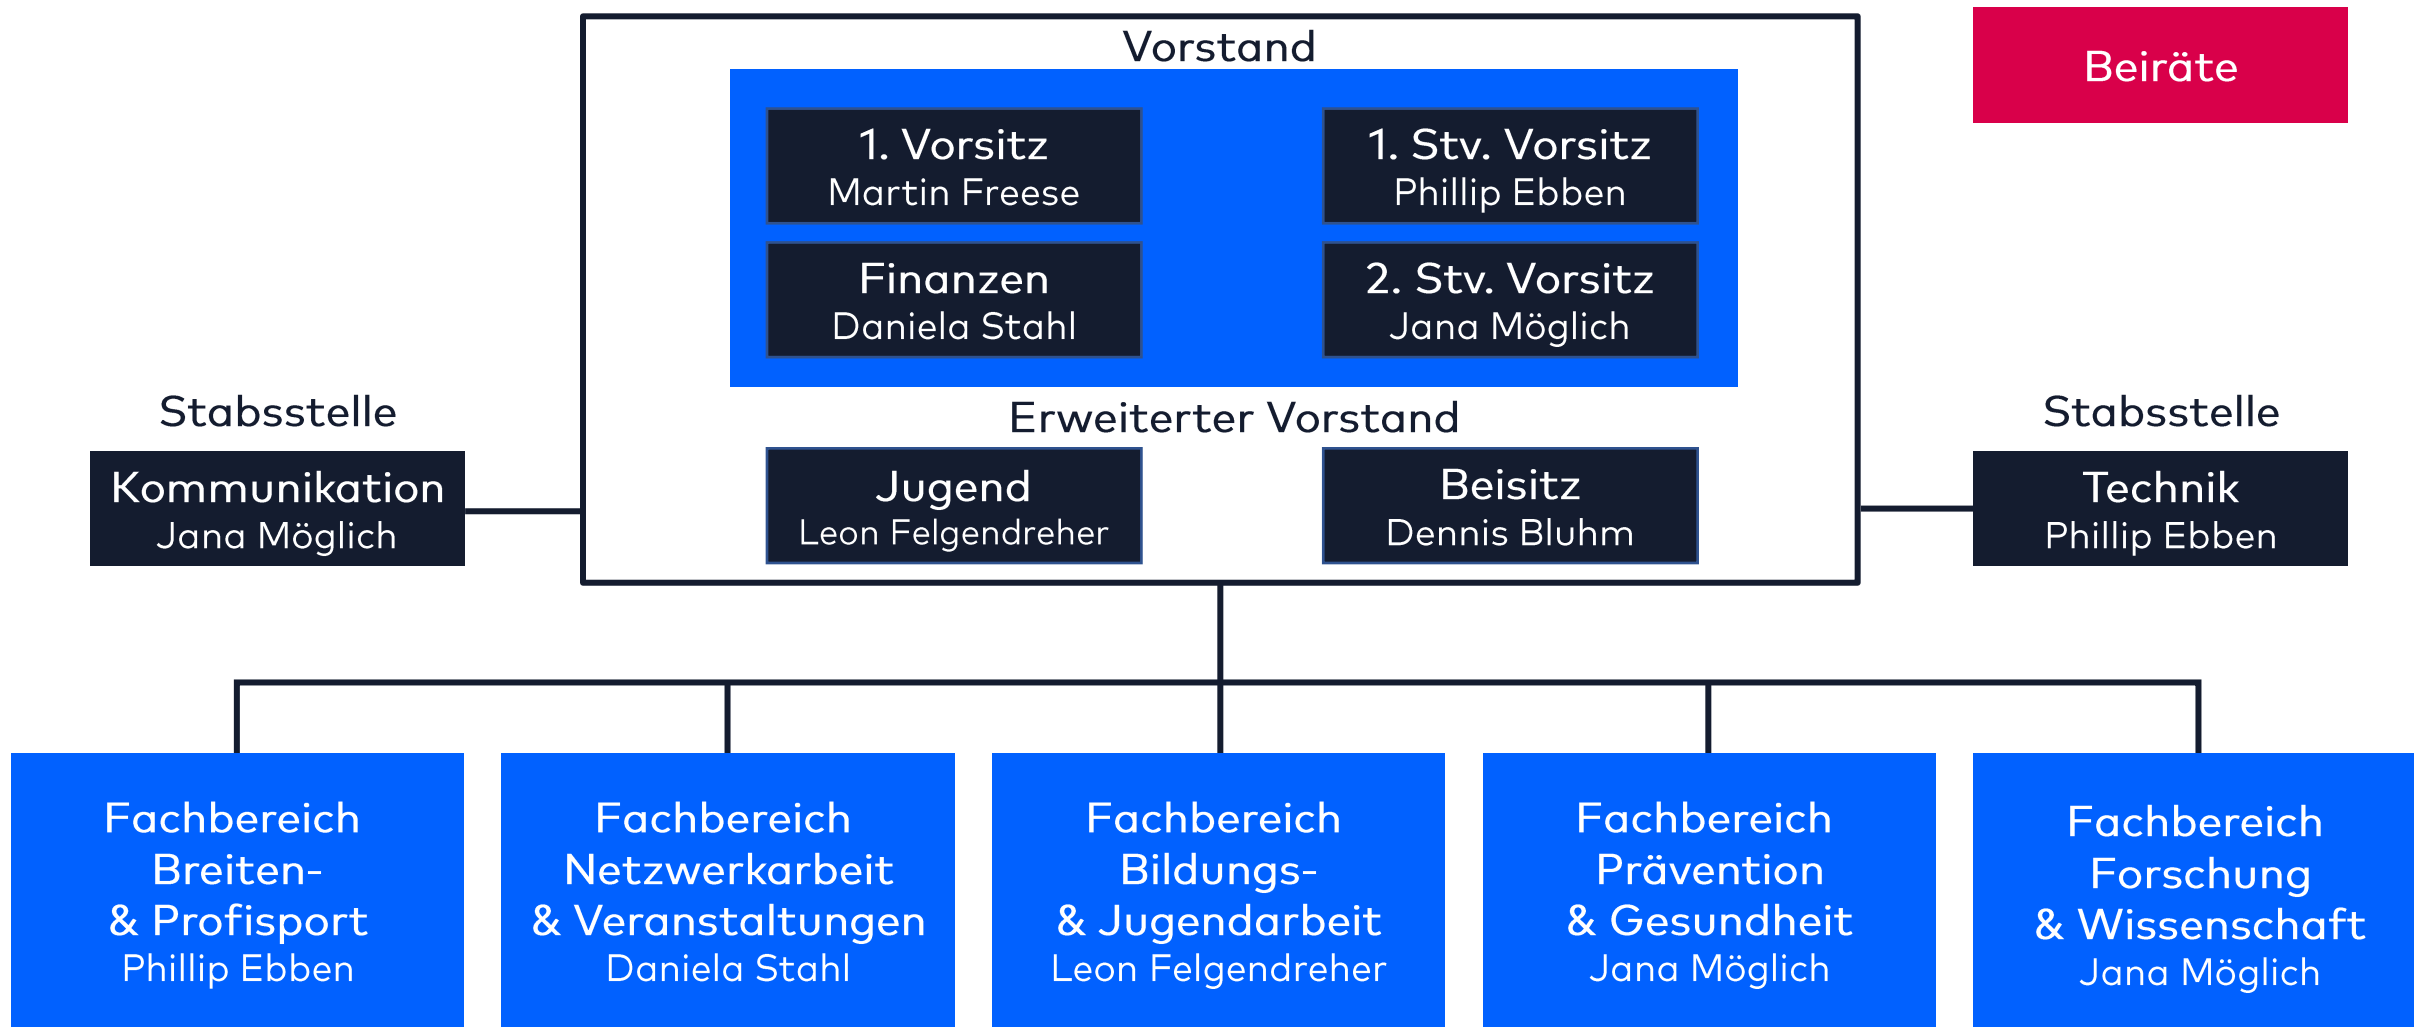 Vorstand
Beiräte
1. Vorsitz
Martin Freese
1. Stv. Vorsitz
Phillip Ebben
Finanzen
Daniela Stahl
2. Stv. Vorsitz
Jana Möglich
Erweiterter Vorstand
Jugend
Leon Felgendreher
Beisitz
Dennis Bluhm
Stabsstelle
Kommunikation
Jana Möglich
Stabsstelle
Technik
Phillip Ebben
Fachbereich
Breiten-
& Profisport
Phillip Ebben
Fachbereich
Netzwerkarbeit
& Veranstaltungen
Daniela Stahl
Fachbereich
Bildungs-
& Jugendarbeit
Leon Felgendreher
Fachbereich
Prävention
& Gesundheit
Jana Möglich
Fachbereich
Forschung
& Wissenschaft
Jana Möglich